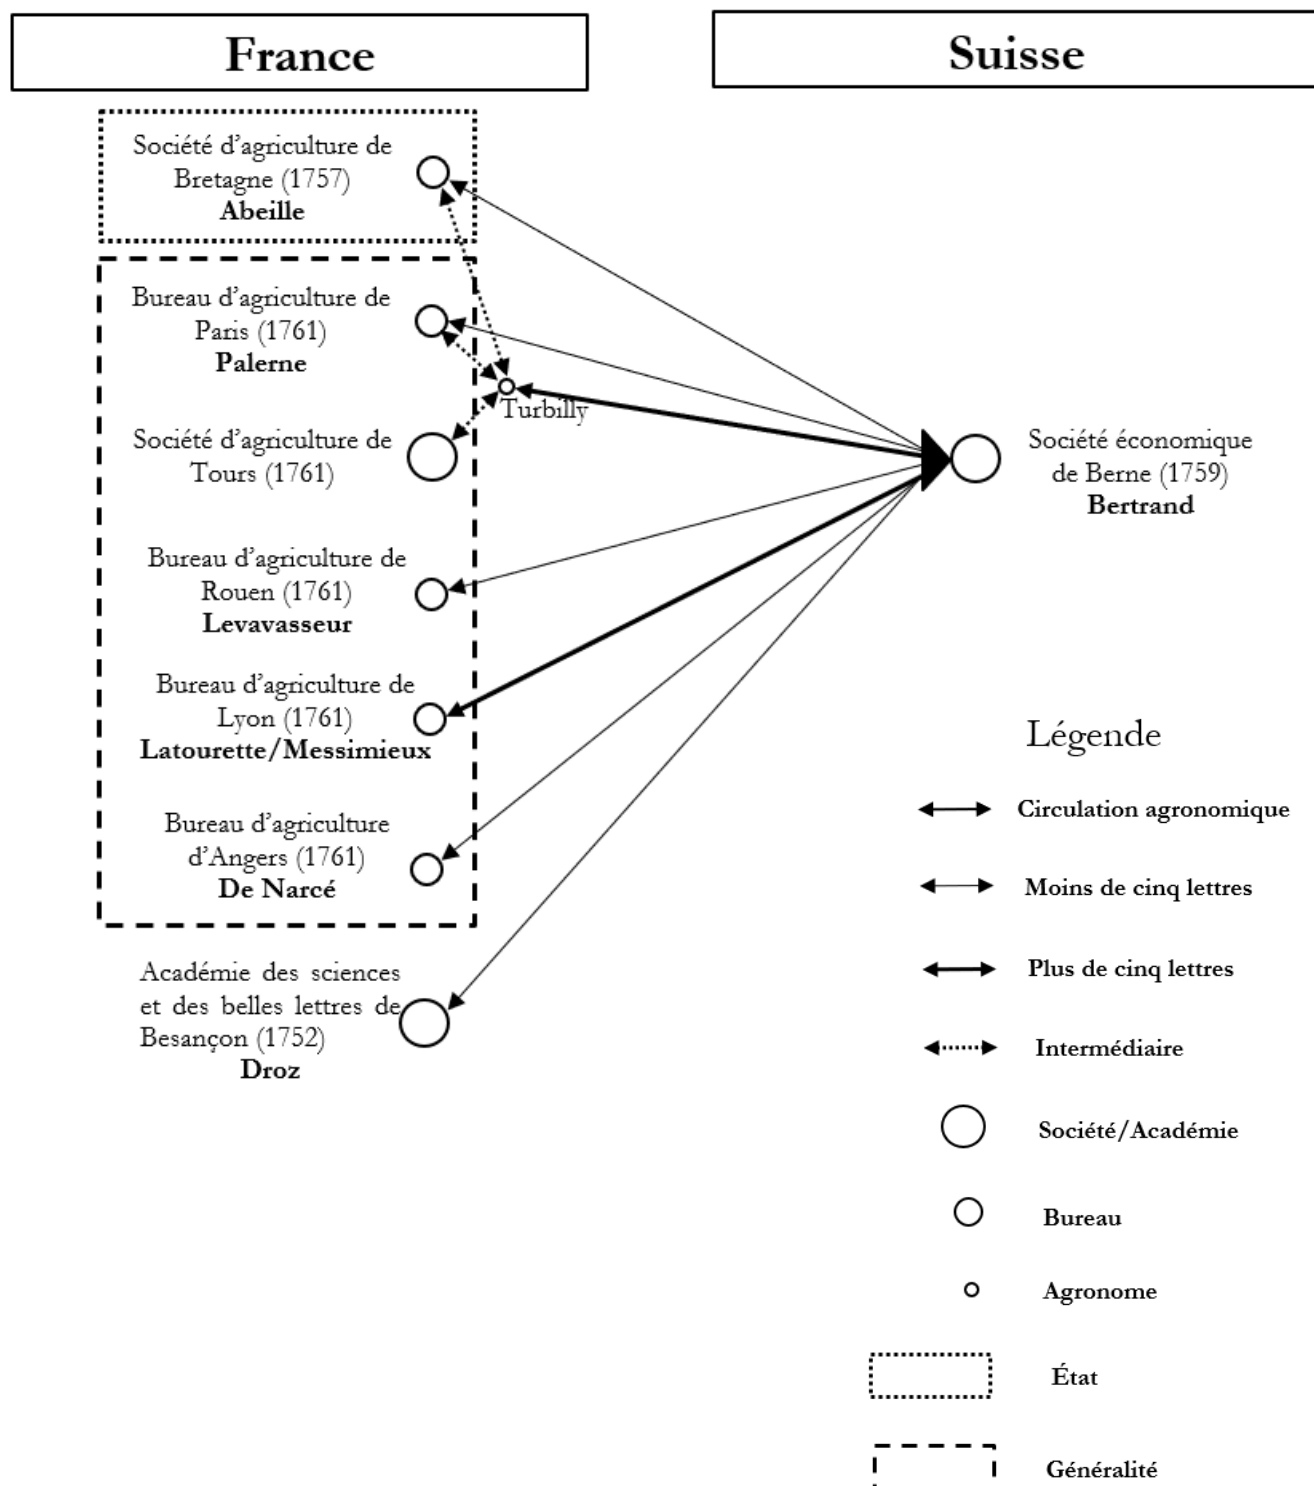 France
Suisse
Société d'agriculture de
Bretagne (1757)
Abeille
Bureau d'agriculture de
Paris (1761)
Palerne
Turbilly
Société d'agriculture de
Tours (1761)
Société économique
de Berne (1759)
Bertrand
Bureau d'agriculture de
Rouen (1761)
Levavasseur
Bureau d'agriculture de
Lyon (1761)
Latourette/Messimieux
Bureau d'agriculture
d'Angers (1761)
De Narcé
Académie des sciences
et des belles lettres de
Besançon (1752)
Droz
Légende
Circulation agronomique
Moins de cinq lettres
Plus de cinq lettres
Intermédiaire
Société/Académie
Bureau
Agronome
État
Généralité